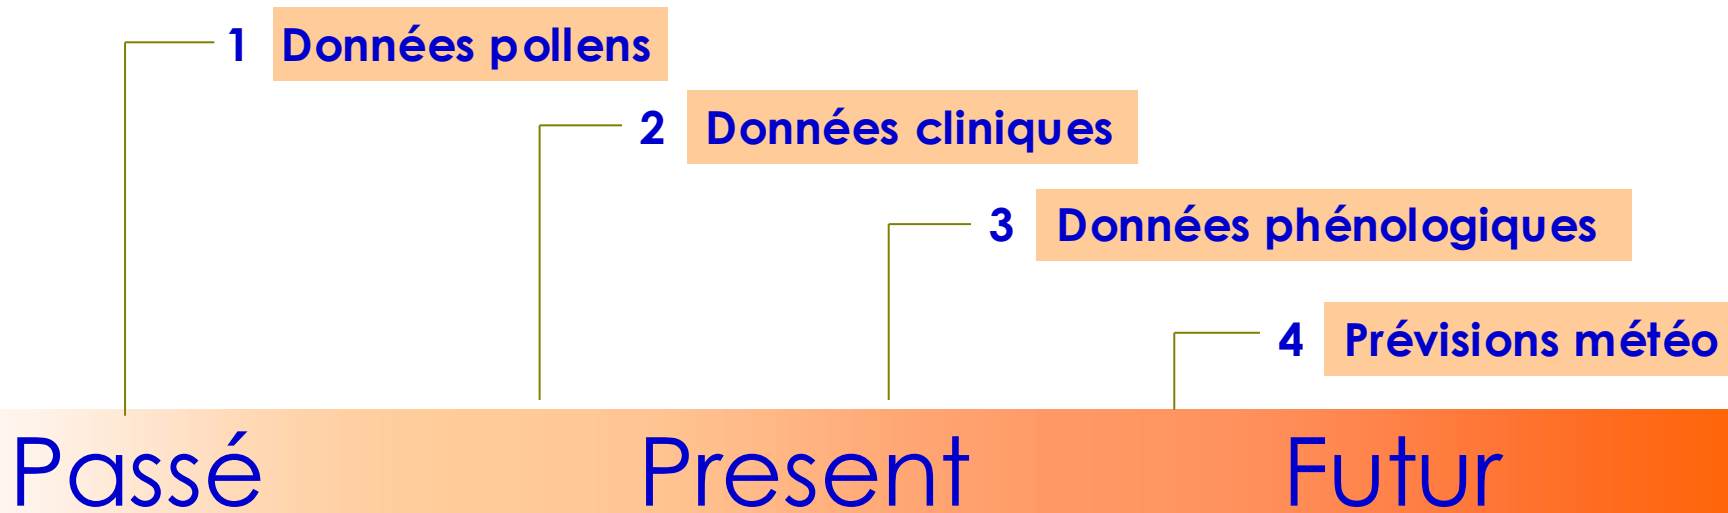 1 Données pollens
2 Données cliniques
3 Données phénologiques
4 Prévisions météo
Passé Present Futur